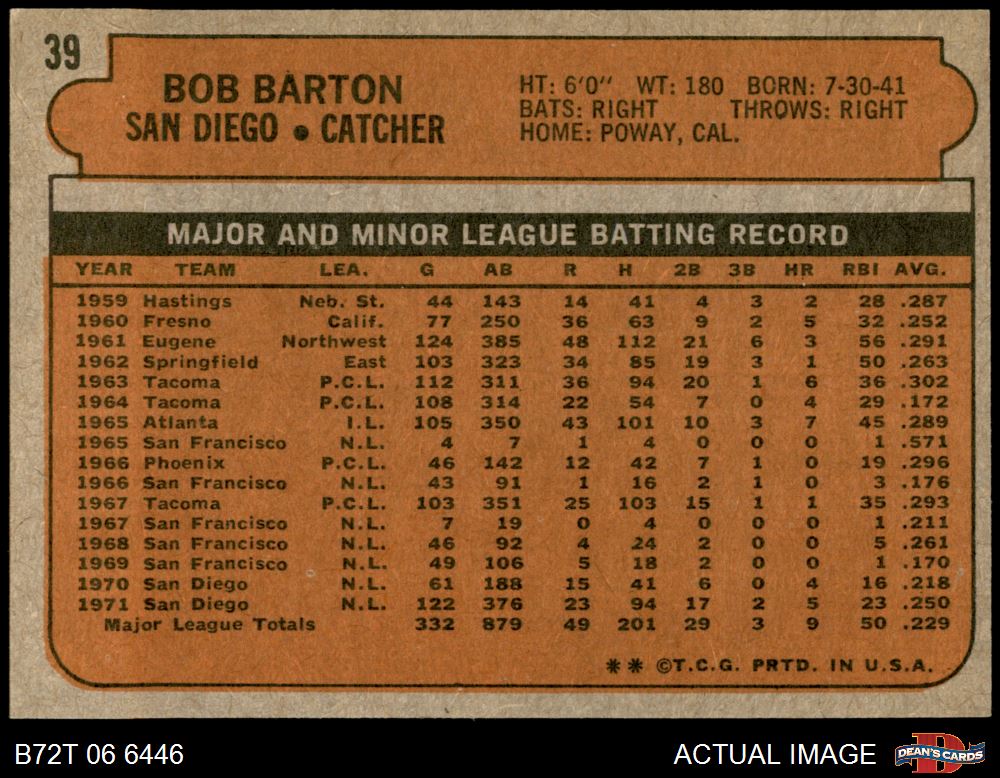 39
BOB BARTON
SAN DIEGO • CATCHER
HT: 6'0" WT: 180 BORN: 7-30-41
BATS: RIGHT THROWS: RIGHT
HOME: POWAY, CAL.
MAJOR AND MINOR LEAGUE BATTING RECORD
YEAR TEAM LEA. G AB R H 2B 3B HR RBI AVG.
1959 Hastings Neb. St. 44 143 14 41 4 3 2 28 .287
1960 Fresno Calif. 77 250 36 63 9 2 5 32 .252
1961 Eugene Northwest 124 385 48 112 21 6 3 56 .291
1962 Springfield East 103 323 34 85 19 3 1 50 .263
1963 Tacoma P.C.L. 112 311 36 94 20 1 6 36 .302
1964 Tacoma P.C.L. 108 314 22 54 7 0 4 29 .172
1965 Atlanta I.L. 105 350 43 101 10 3 7 45 .289
1965 San Francisco N.L. 4 7 1 4 0 0 0 1 .571
1966 Phoenix P.C.L. 46 142 12 42 7 1 0 19 .296
1966 San Francisco N.L. 43 91 1 16 2 1 0 3 .176
1967 Tacoma P.C.L. 103 351 25 103 15 1 1 35 .293
1967 San Francisco N.L. 7 19 0 4 0 0 0 1 .211
1968 San Francisco N.L. 46 92 4 24 2 0 0 5 .261
1969 San Francisco N.L. 49 106 5 18 2 0 0 1 .170
1970 San Diego N.L. 61 188 15 41 6 0 4 16 .218
1971 San Diego N.L. 122 376 23 94 17 2 5 23 .250
Major League Totals 332 879 49 201 29 3 9 50 .229
** ©T.C.G. PRTD. IN U.S.A.
B72T 06 6446
ACTUAL IMAGE
D
DEAN'S CARDS